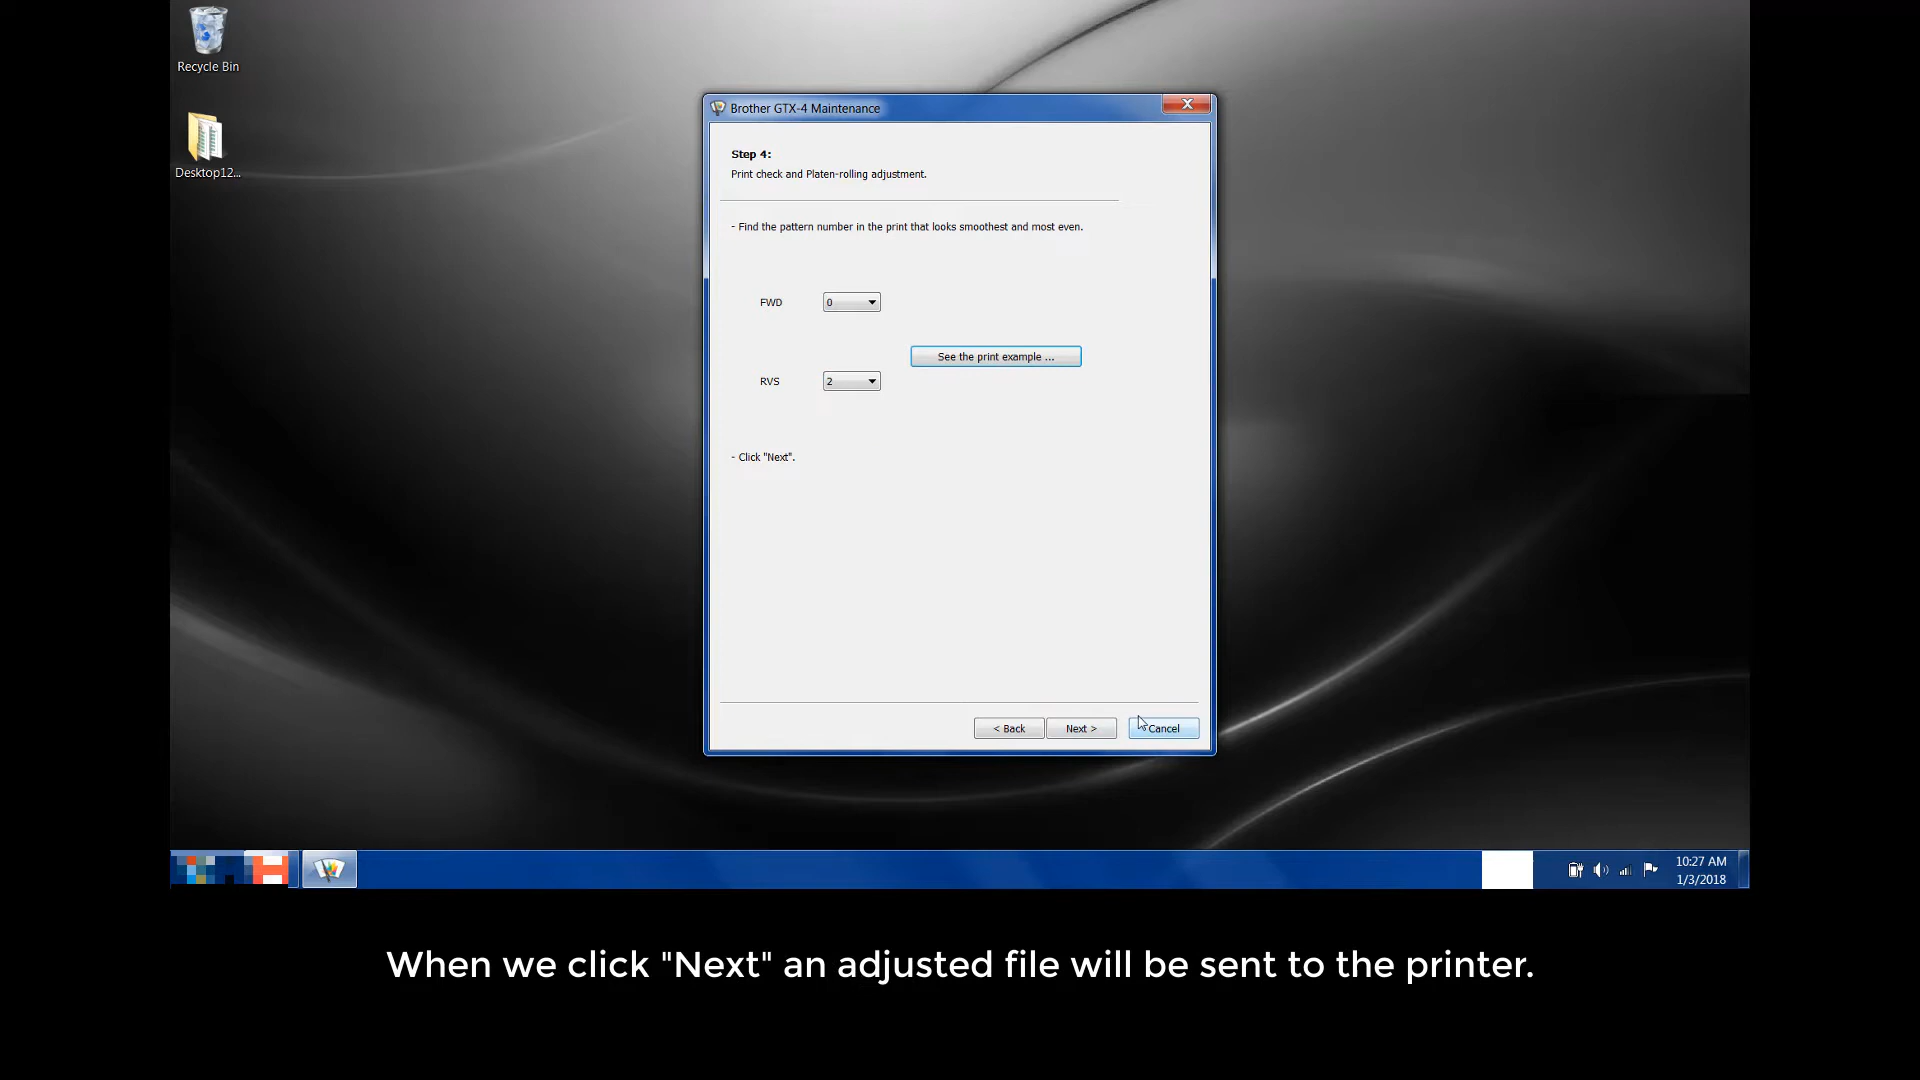 Recycle Bin
Desktop12...
Brother GTX-4 Maintenance
Step 4:
Print check and Platen-rolling adjustment.
- Find the pattern number in the print that looks smoothest and most even.
FWD 0
See the print example ...
RVS 2
- Click "Next".
< Back Next > Cancel
10:27 AM
1/3/2018
When we click "Next" an adjusted file will be sent to the printer.